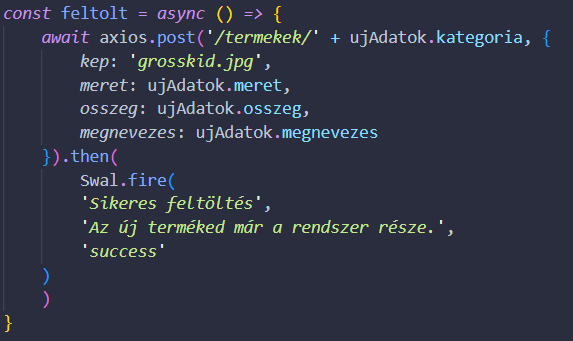 const feltolt = async () => {
    await axios.post('/termekek/' + ujAdatok.kategoria, {
        kep: 'grosskid.jpg',
        meret: ujAdatok.meret,
        osszeg: ujAdatok.osszeg,
        megnevezes: ujAdatok.megnevezes
    }).then(
        Swal.fire(
        'Sikeres feltöltés',
        'Az új terméked már a rendszer része.',
        'success'
    )
    )
}